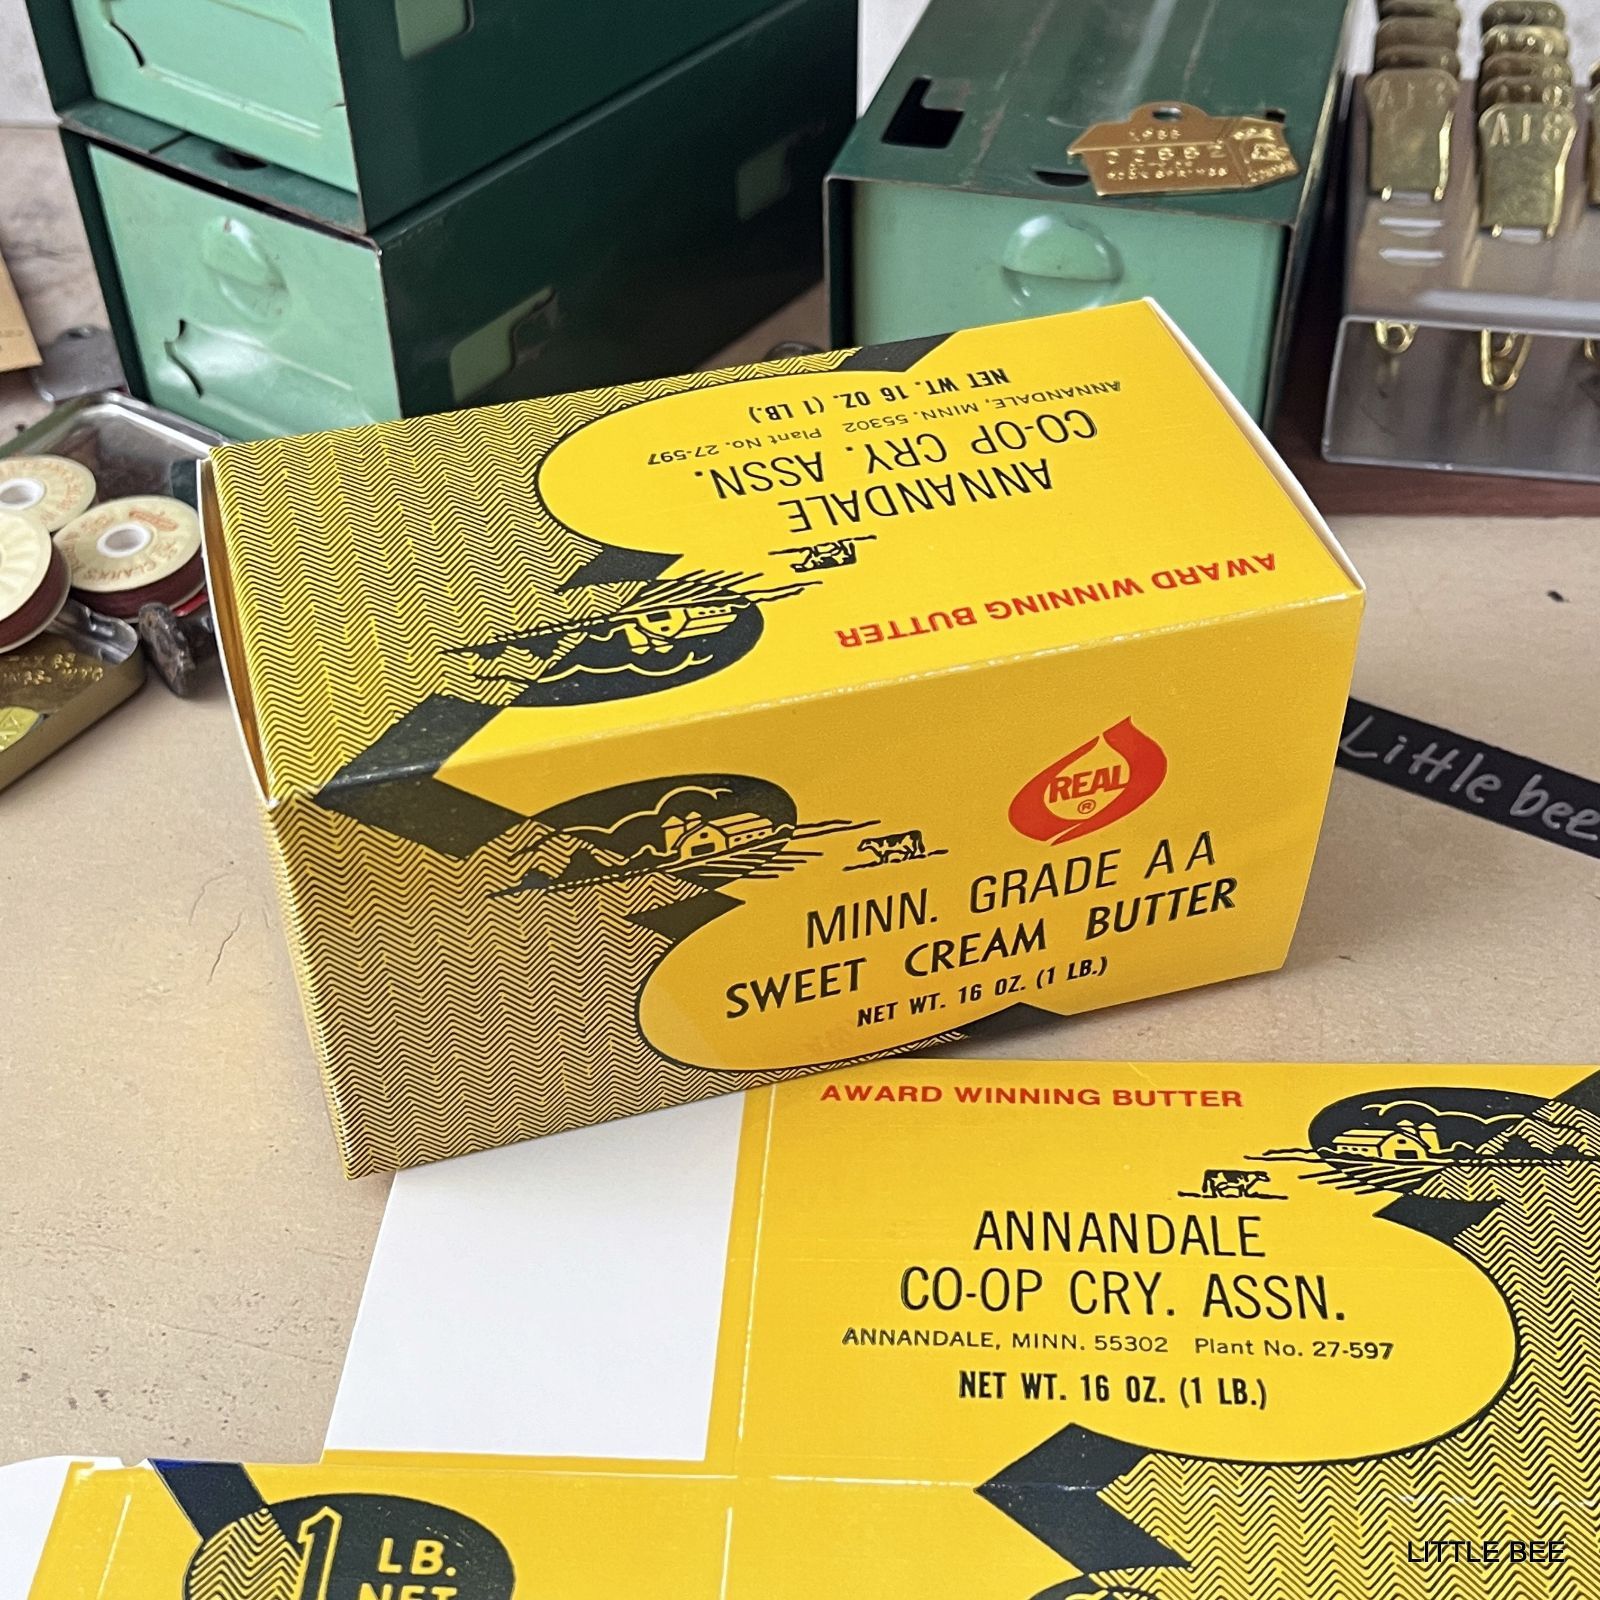 NET WT. 16 OZ. (1 LB.)
ANNANDALE, MINN. 55302 Plant No. 27-597
CO-OP CRY. ASSN.
ANNANDALE
AWARD WINNING BUTTER
REAL
®
MINN. GRADE AA
SWEET CREAM BUTTER
NET WT. 16 OZ. (1 LB.)
Little bee
AWARD WINNING BUTTER
ANNANDALE
CO-OP CRY. ASSN.
ANNANDALE, MINN. 55302 Plant No. 27-597
NET WT. 16 OZ. (1 LB.)
1 LB.
NET
LITTLE BEE